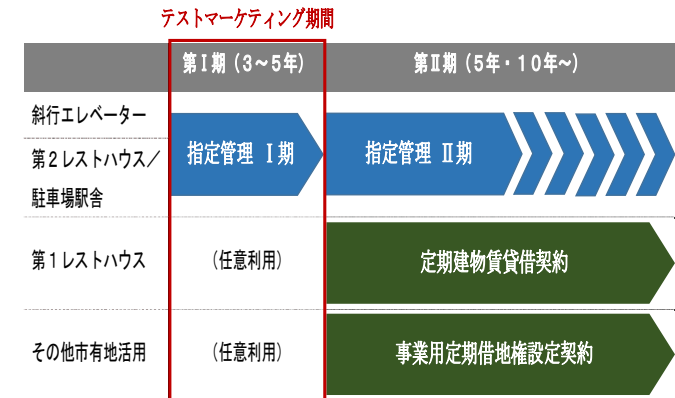 テストマーケティング期間
第Ⅰ期（3～5年）
第Ⅱ期（5年・10年～）
斜行エレベーター
第２レストハウス／
駐車場駅舎
指定管理 Ⅰ期
指定管理 Ⅱ期
第１レストハウス
（任意利用）
定期建物賃貸借契約
その他市有地活用
（任意利用）
事業用定期借地権設定契約